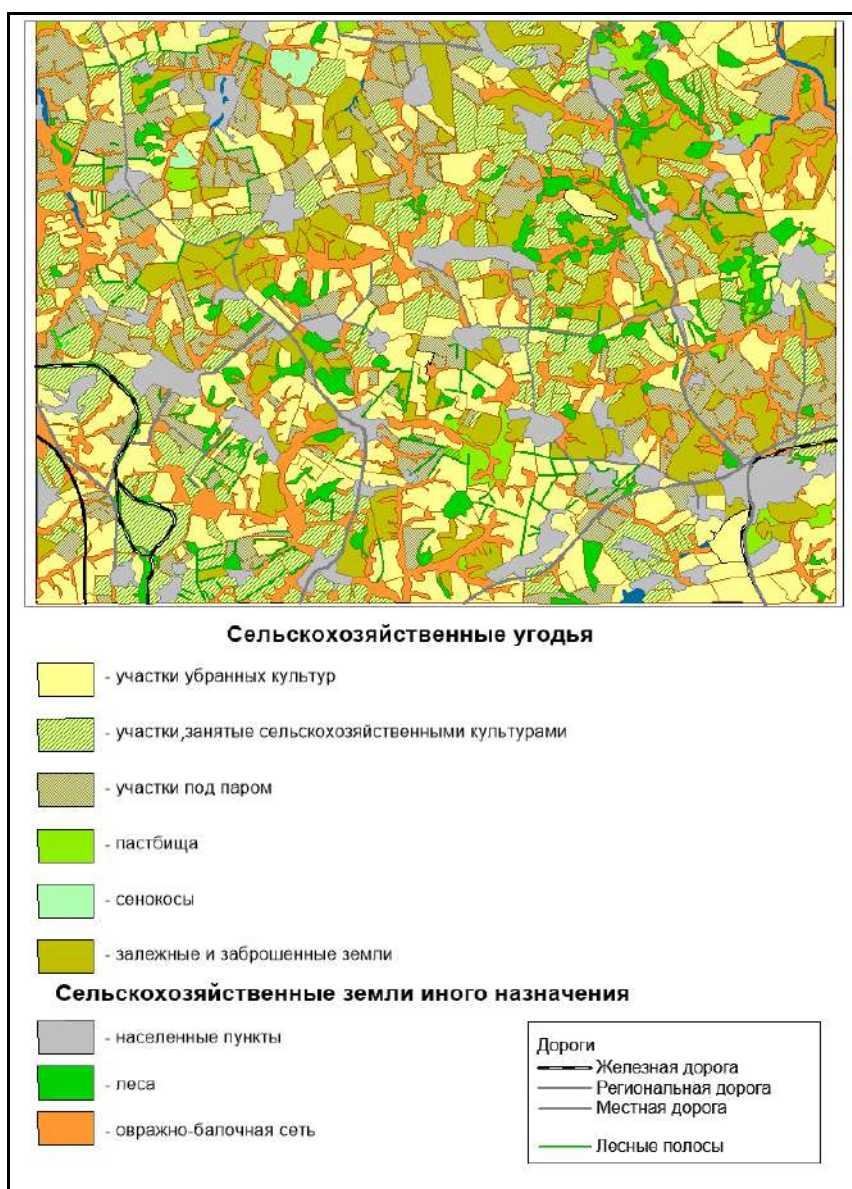 Сельскохозяйственные угодья
- участки убранных культур
- участки,занятые сельскохозяйственными культурами
- участки под паром
- пастбища
- сенокосы
- залежные и заброшенные земли
Сельскохозяйственные земли иного назначения
- населенные пункты
- леса
- овражно-балочная сеть
Дороги
Железная дорога
Региональная дорога
Местная дорога
Лесные полосы